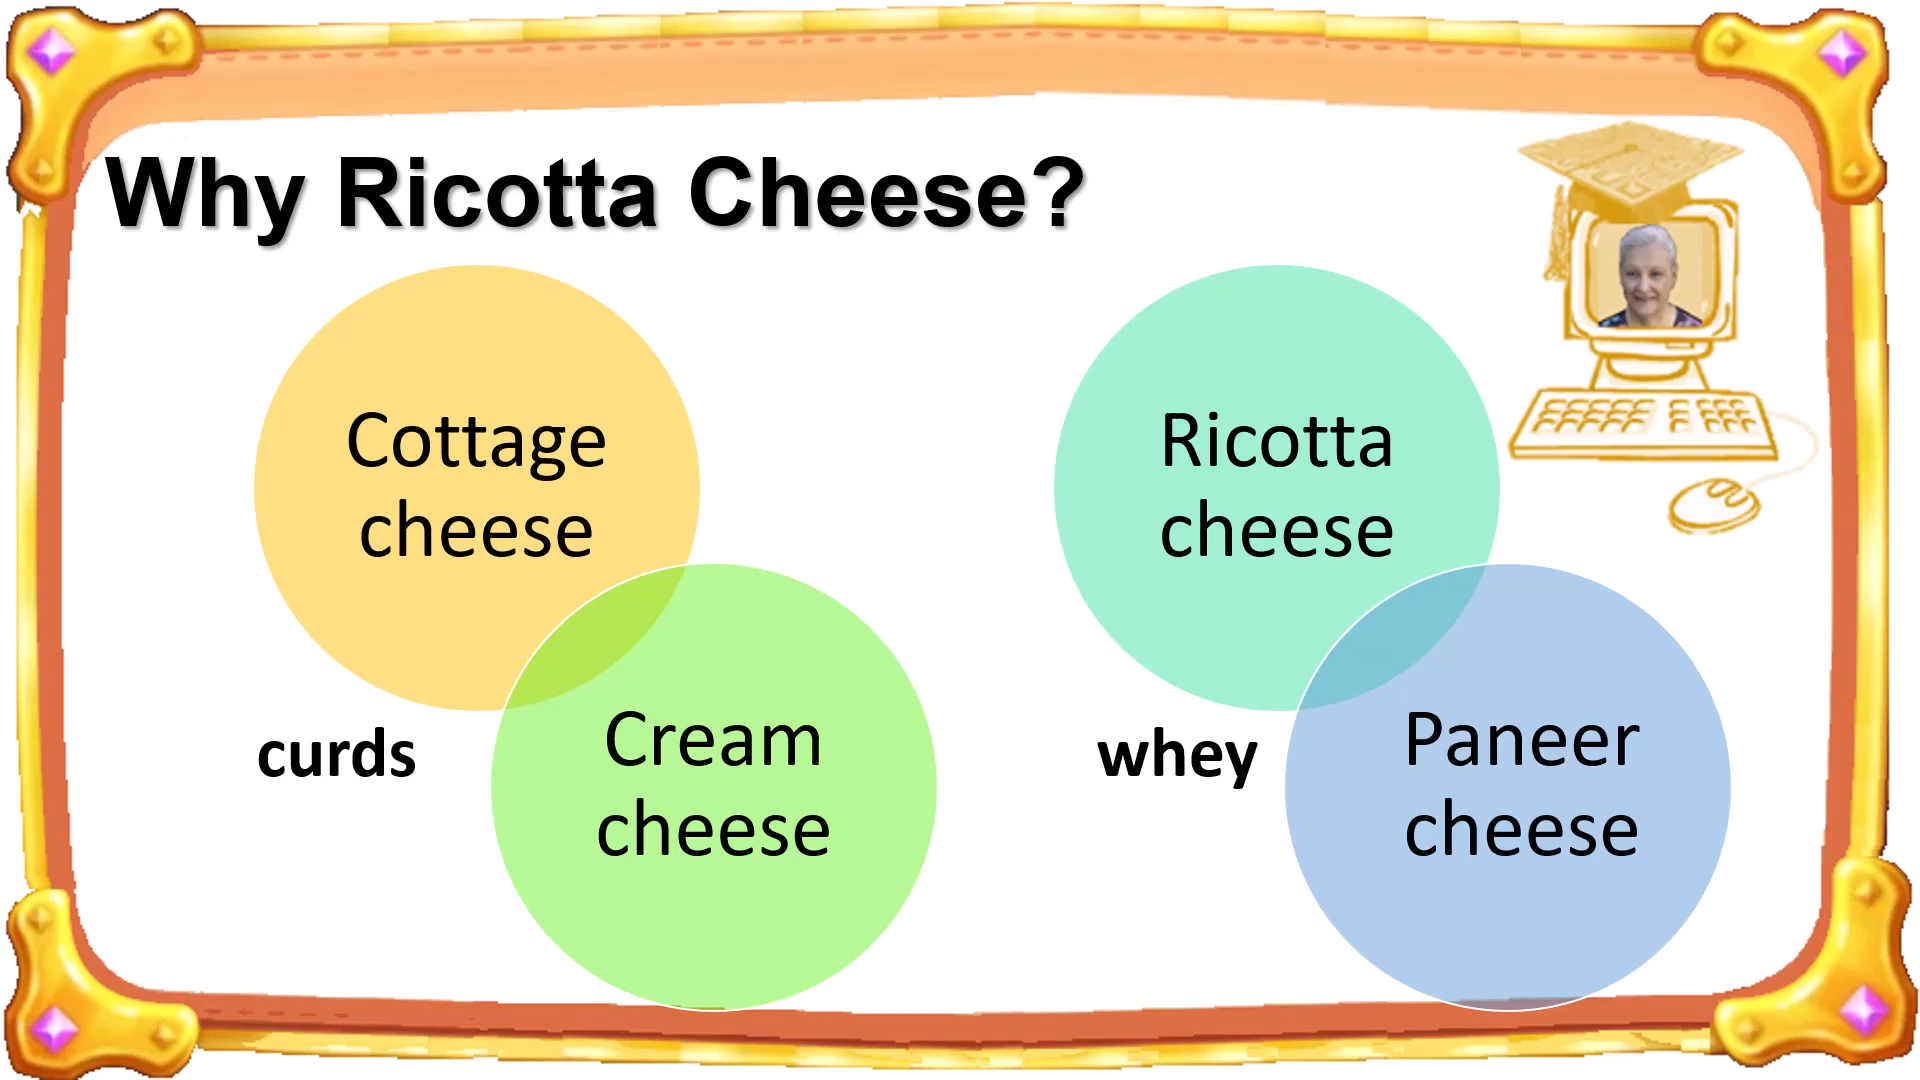 Why Ricotta Cheese?
Cottage
cheese
curds
Cream
cheese
Ricotta
cheese
whey
Paneer
cheese